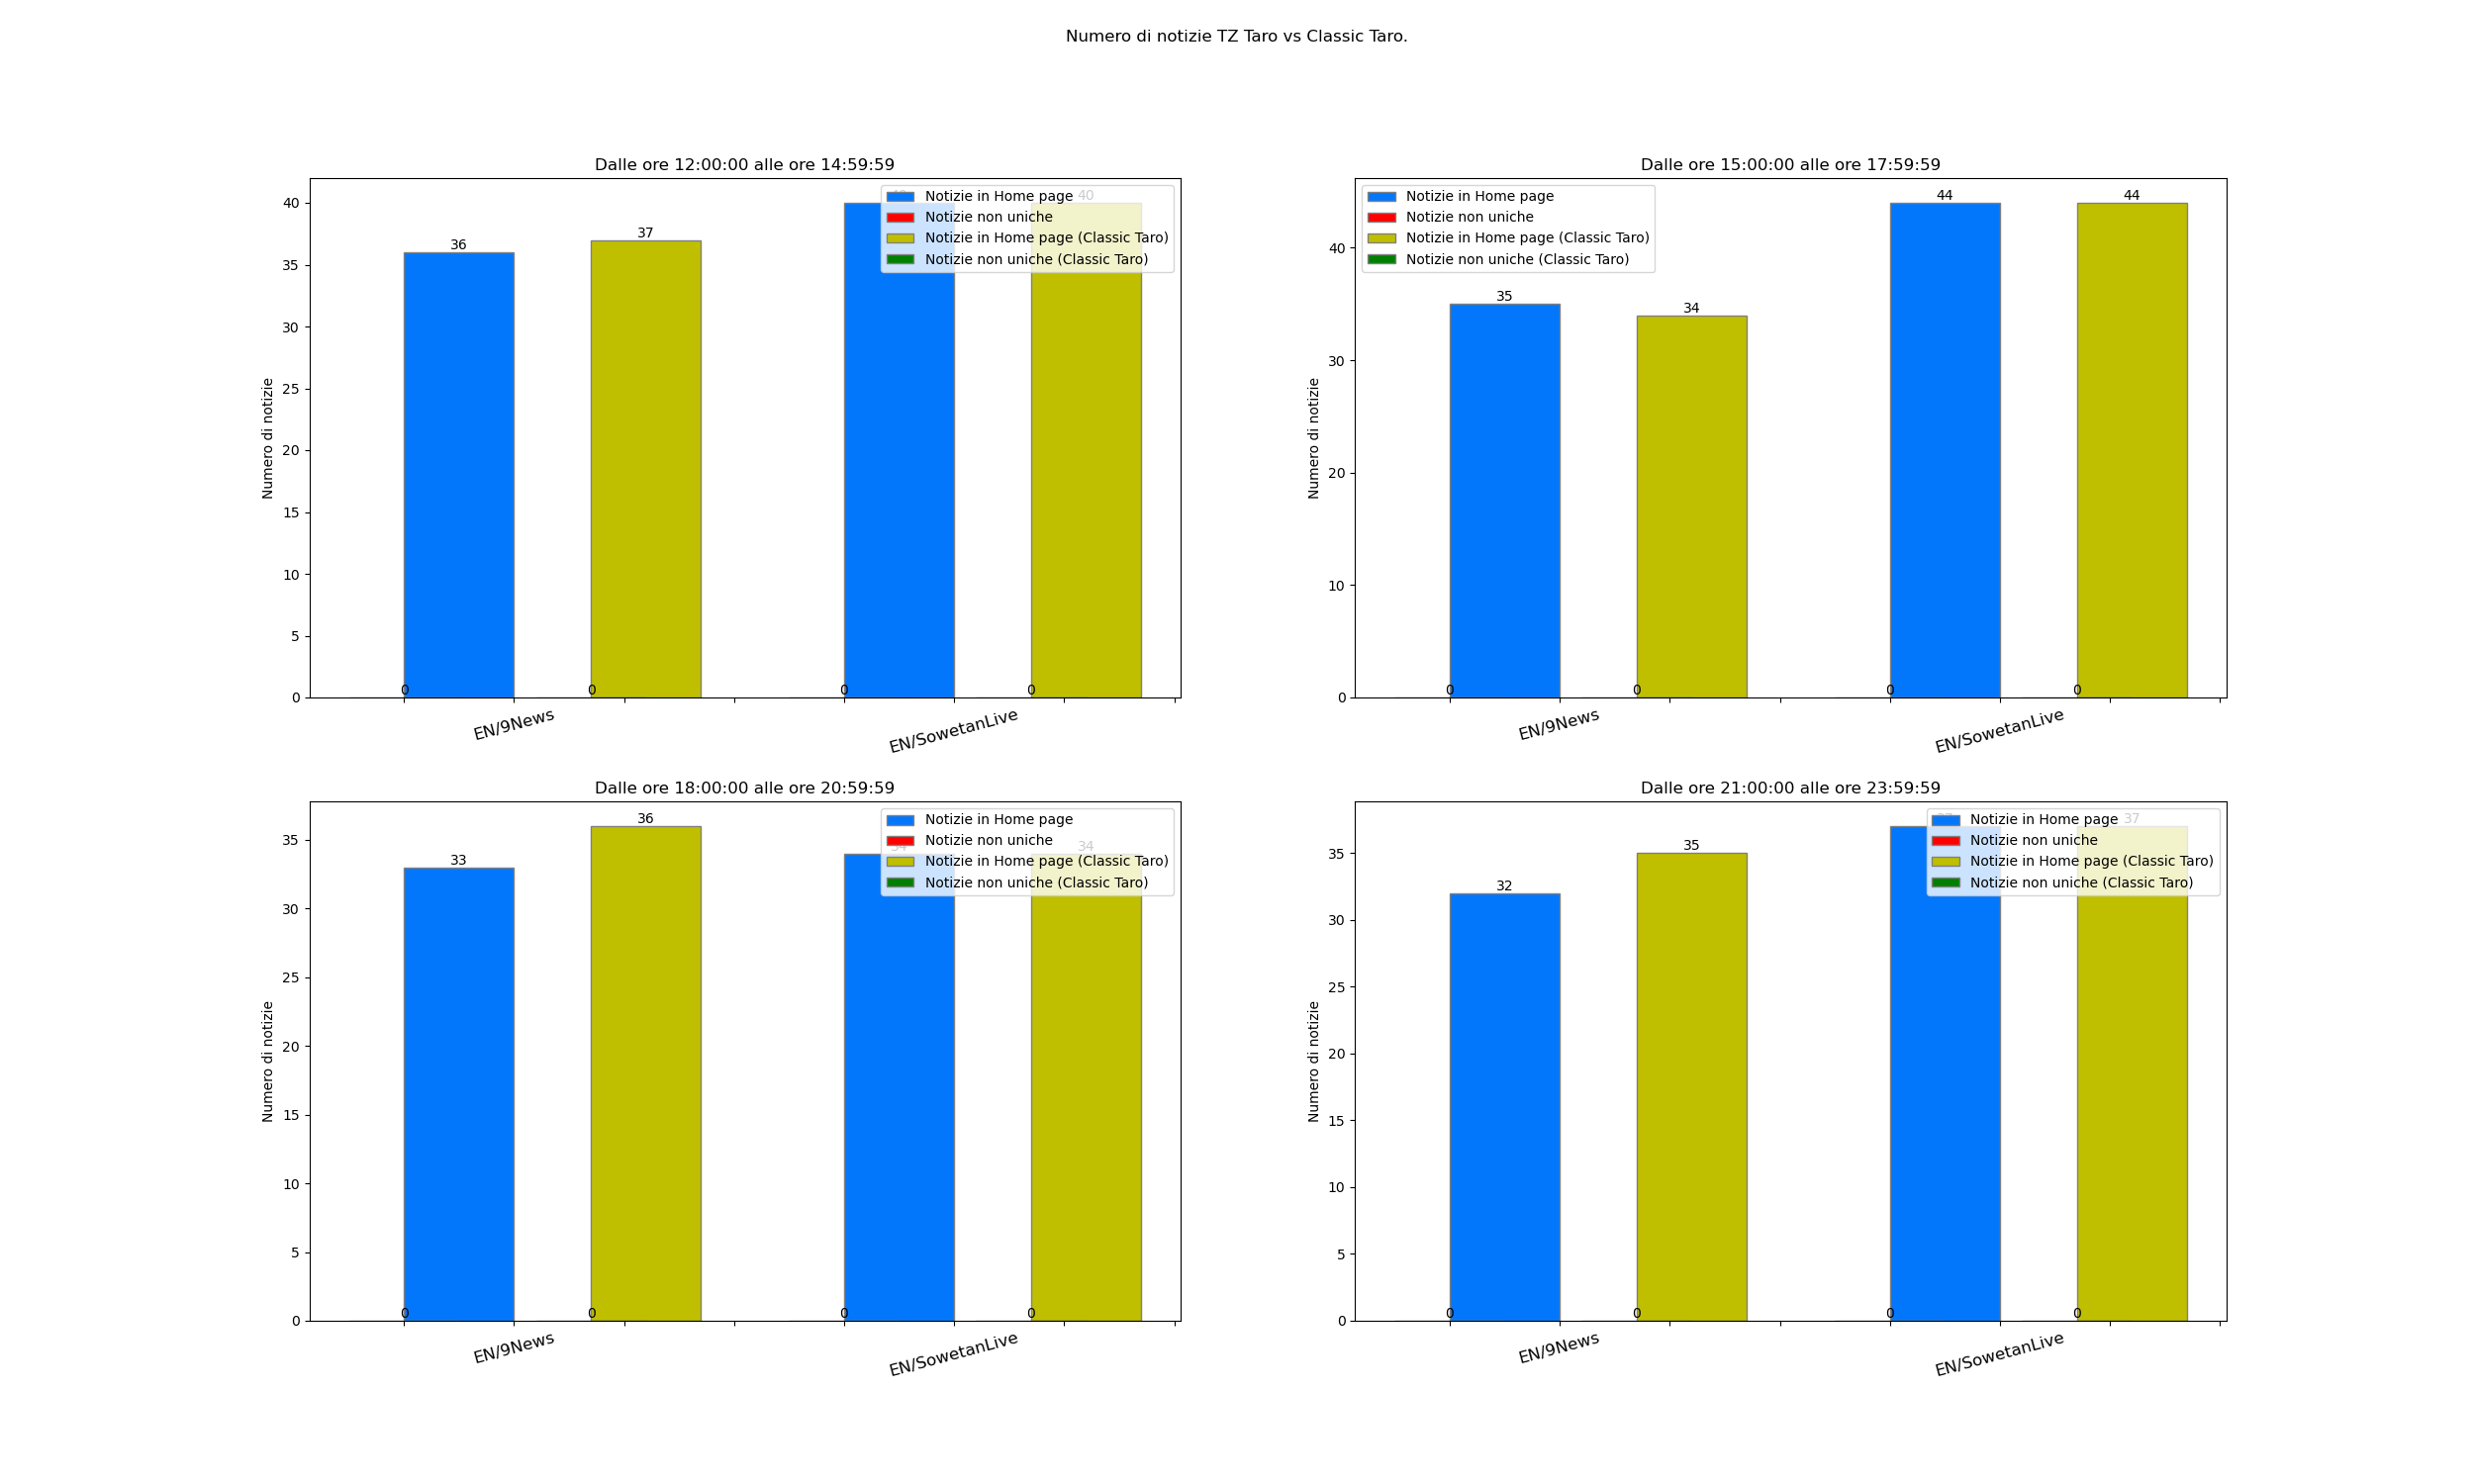 Numero di notizie TZ Taro vs Classic Taro.
Dalle ore 12:00:00 alle ore 14:59:59
Numero di notizie
40
35
30
25
20
15
10
5
0
36
37
40
0
0
0
0
Notizie in Home page
Notizie non uniche
Notizie in Home page (Classic Taro)
Notizie non uniche (Classic Taro)
EN/9News
EN/SowetanLive
Dalle ore 15:00:00 alle ore 17:59:59
Numero di notizie
40
30
20
10
0
Notizie in Home page
Notizie non uniche
Notizie in Home page (Classic Taro)
Notizie non uniche (Classic Taro)
35
34
44
44
0
0
0
0
EN/9News
EN/SowetanLive
Dalle ore 18:00:00 alle ore 20:59:59
Numero di notizie
35
30
25
20
15
10
5
0
33
36
34
34
0
0
0
0
Notizie in Home page
Notizie non uniche
Notizie in Home page (Classic Taro)
Notizie non uniche (Classic Taro)
EN/9News
EN/SowetanLive
Dalle ore 21:00:00 alle ore 23:59:59
Numero di notizie
35
30
25
20
15
10
5
0
32
35
37
0
0
0
0
Notizie in Home page
Notizie non uniche
Notizie in Home page (Classic Taro)
Notizie non uniche (Classic Taro)
EN/9News
EN/SowetanLive